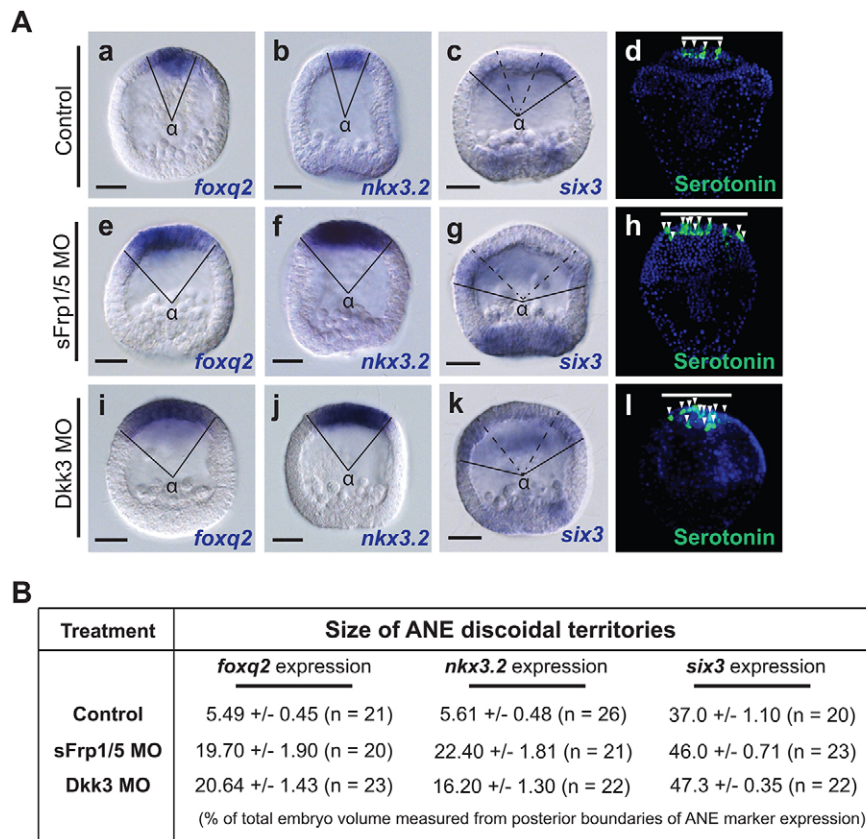 A
Control
a
α
foxq2
b
α
nkx3.2
c
α
six3
d
Serotonin
sFrp1/5 MO
e
α
foxq2
f
α
nkx3.2
g
α
six3
h
Serotonin
Dkk3 MO
i
α
foxq2
j
α
nkx3.2
k
α
six3
l
Serotonin
B
Treatment Size of ANE discoidal territories
foxq2 expression nkx3.2 expression six3 expression
Control 5.49 +/- 0.45 (n = 21) 5.61 +/- 0.48 (n = 26) 37.0 +/- 1.10 (n = 20)
sFrp1/5 MO 19.70 +/- 1.90 (n = 20) 22.40 +/- 1.81 (n = 21) 46.0 +/- 0.71 (n = 23)
Dkk3 MO 20.64 +/- 1.43 (n = 23) 16.20 +/- 1.30 (n = 22) 47.3 +/- 0.35 (n = 22)
(% of total embryo volume measured from posterior boundaries of ANE marker expression)